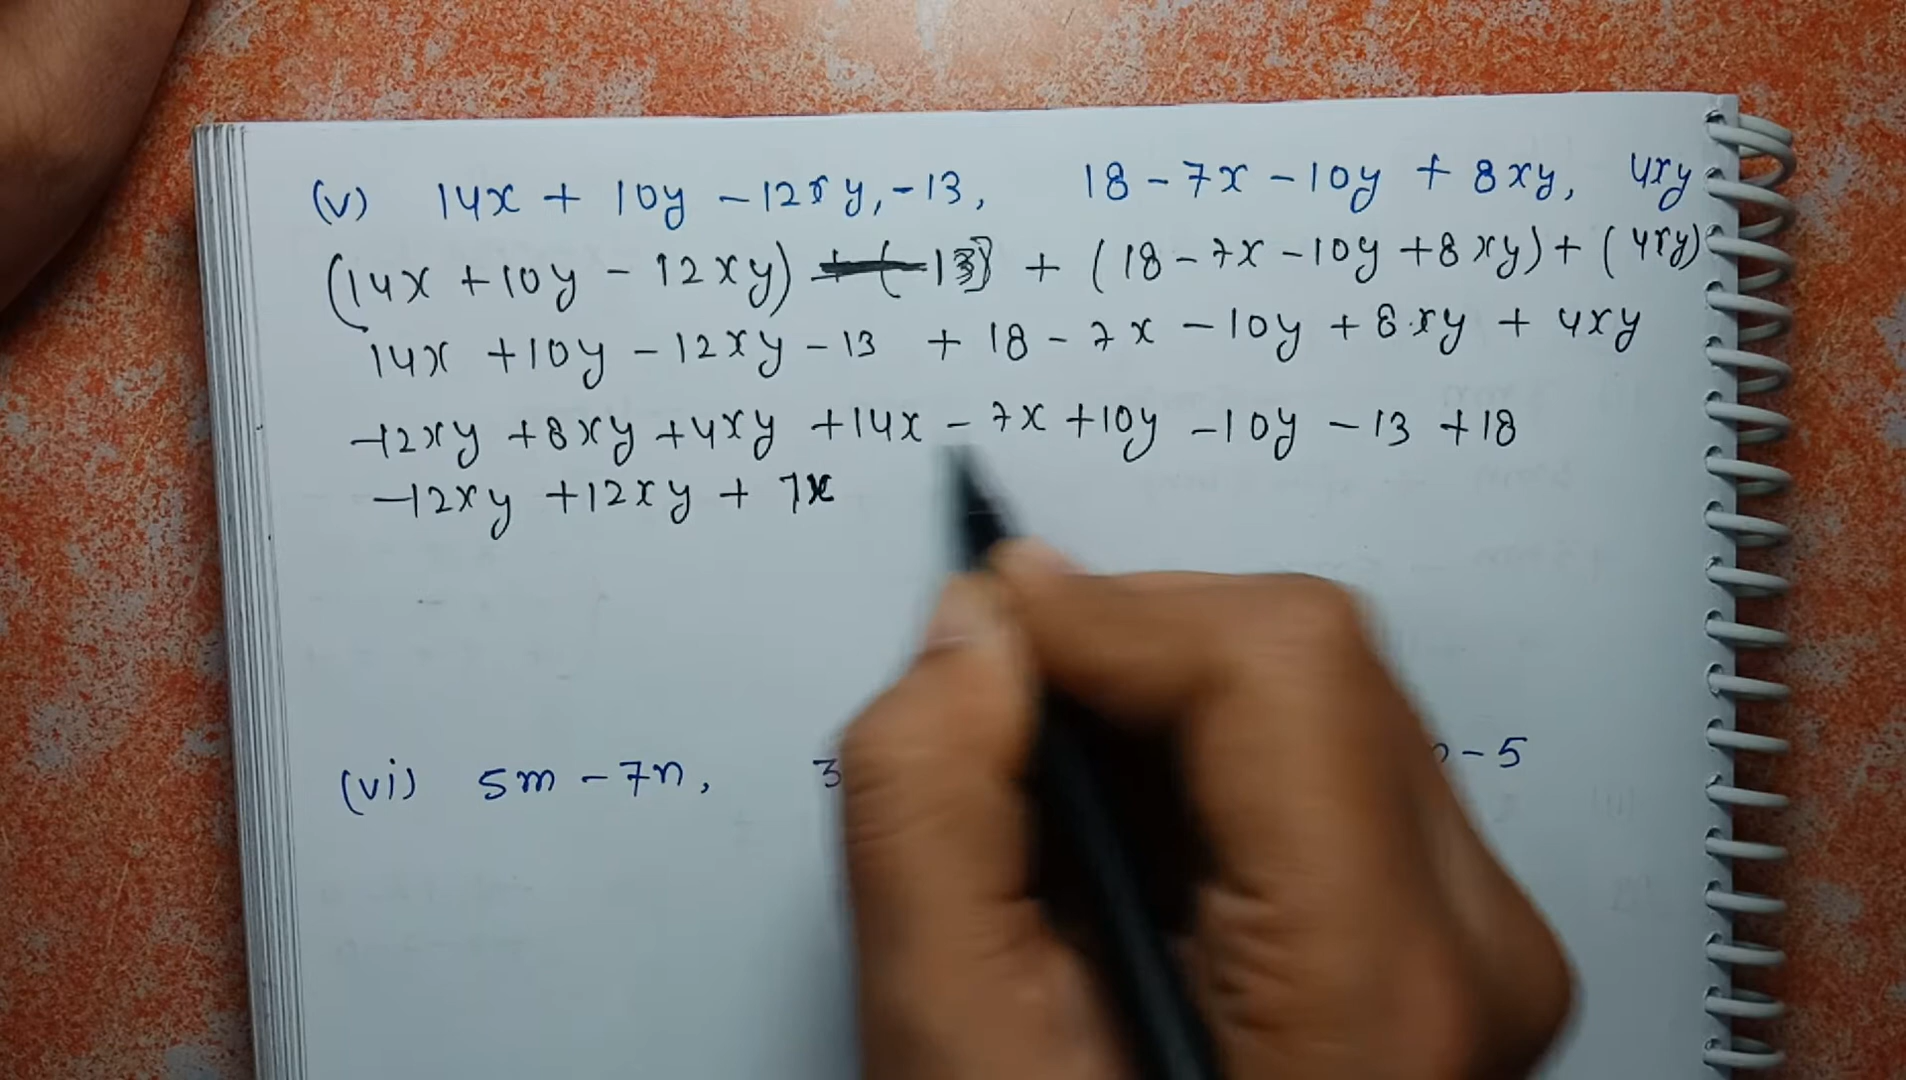 (v) 14x + 10y - 12xy, -13, 18 - 7x - 10y + 8xy, 4xy
(14x + 10y - 12xy) + (-13) + (18 - 7x - 10y + 8xy) + (4xy)
14x + 10y - 12xy - 13 + 18 - 7x - 10y + 8xy + 4xy
-12xy + 8xy + 4xy + 14x - 7x + 10y - 10y - 13 + 18
-12xy + 12xy + 7x
(vi) 5m - 7n, 3 - 5